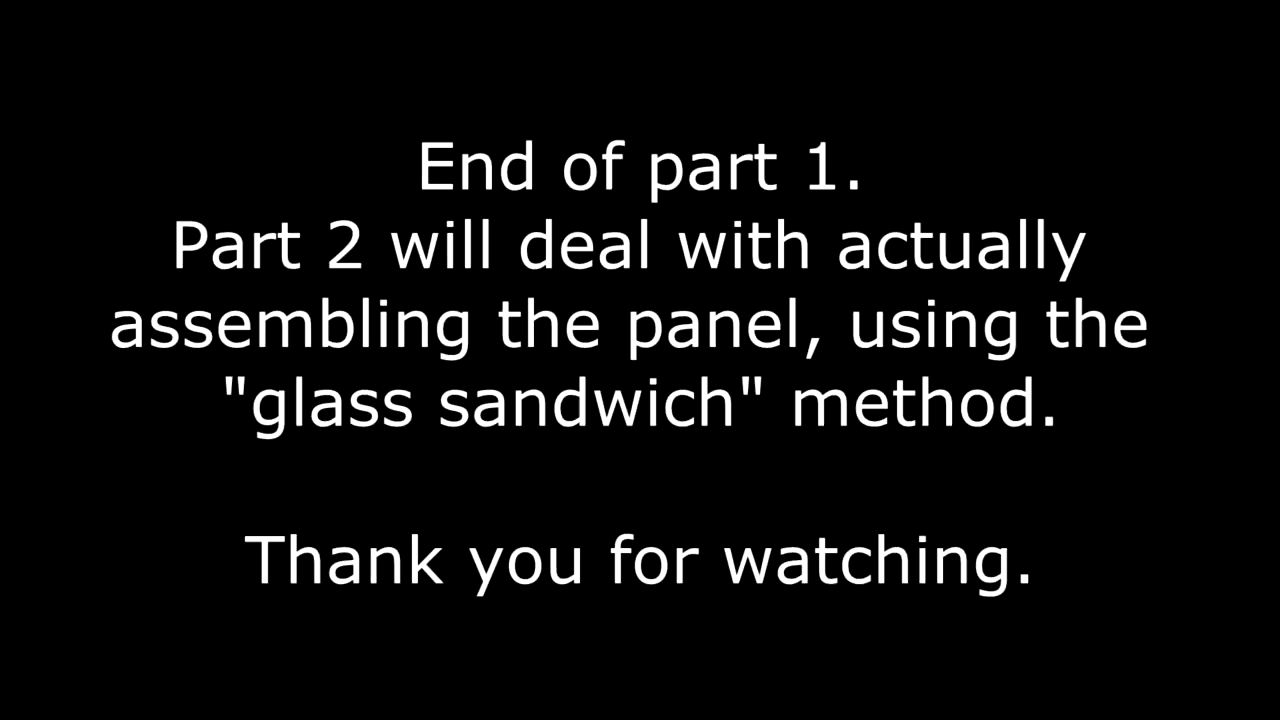 End of part 1.
Part 2 will deal with actually
assembling the panel, using the
"glass sandwich" method.
Thank you for watching.